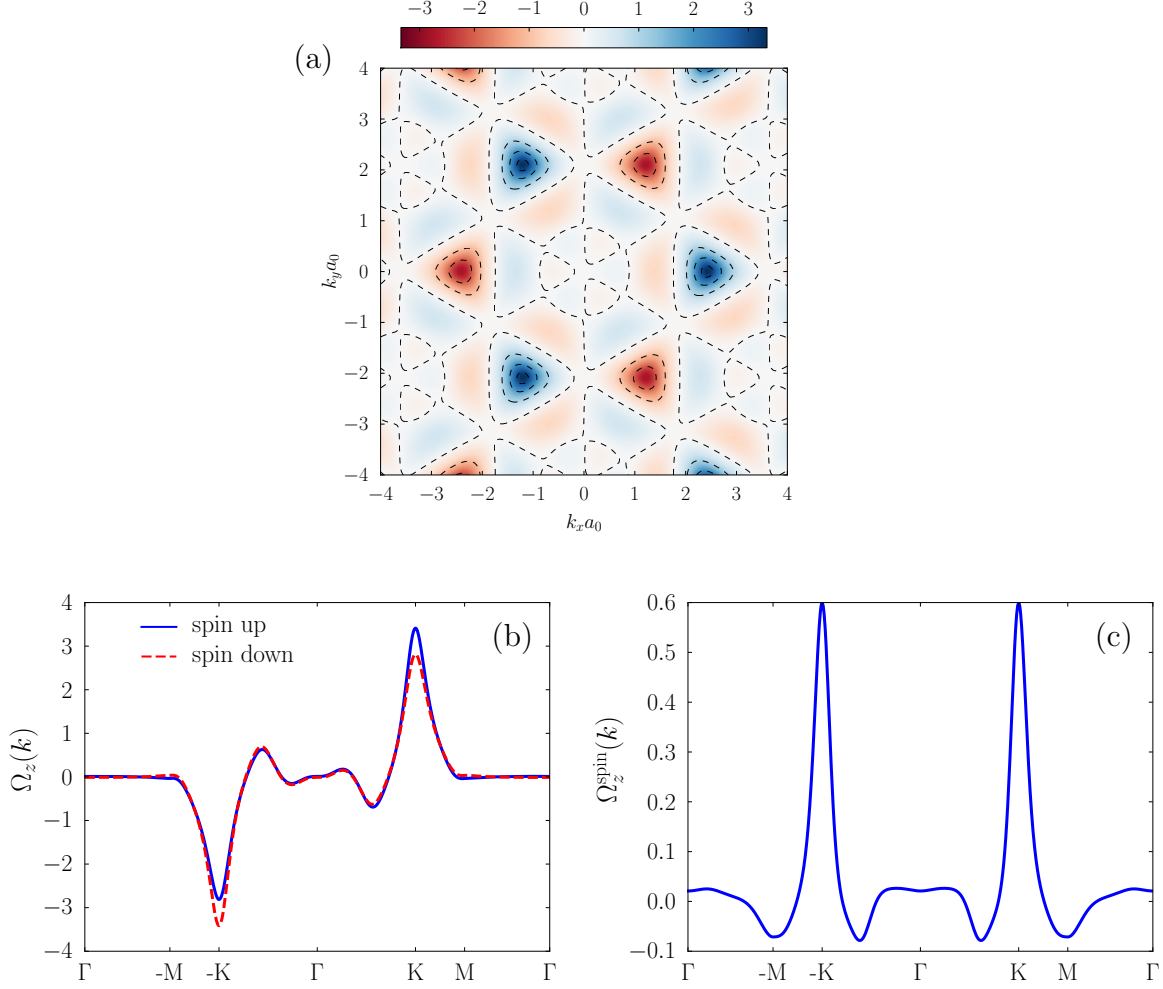 −3 −2 −1 0 1 2 3
(a)
4
3
2
1
0
−1
−2
−3
−4
k_y a_0
−4 −3 −2 −1 0 1 2 3 4
k_x a_0
4
3
2
1
0
−1
−2
−3
−4
Ω_z(k)
spin up
spin down
(b)
Γ -M -K Γ K M Γ
0.6
0.5
0.4
0.3
0.2
0.1
0.0
−0.1
Ω_z^spin(k)
(c)
Γ -M -K Γ K M Γ